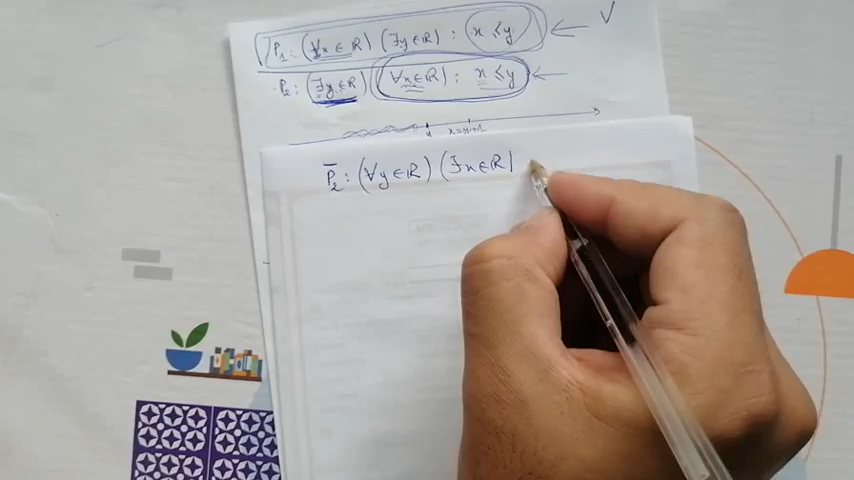 P₁: (∀x∈ℝ) (∃y∈ℝ) : (x ≤ y) ← V
P₂: (∃y∈ℝ) (∀x∈ℝ) : x ≤ y ←
P̅₂ : (∀y∈ℝ) (∃x∈ℝ)